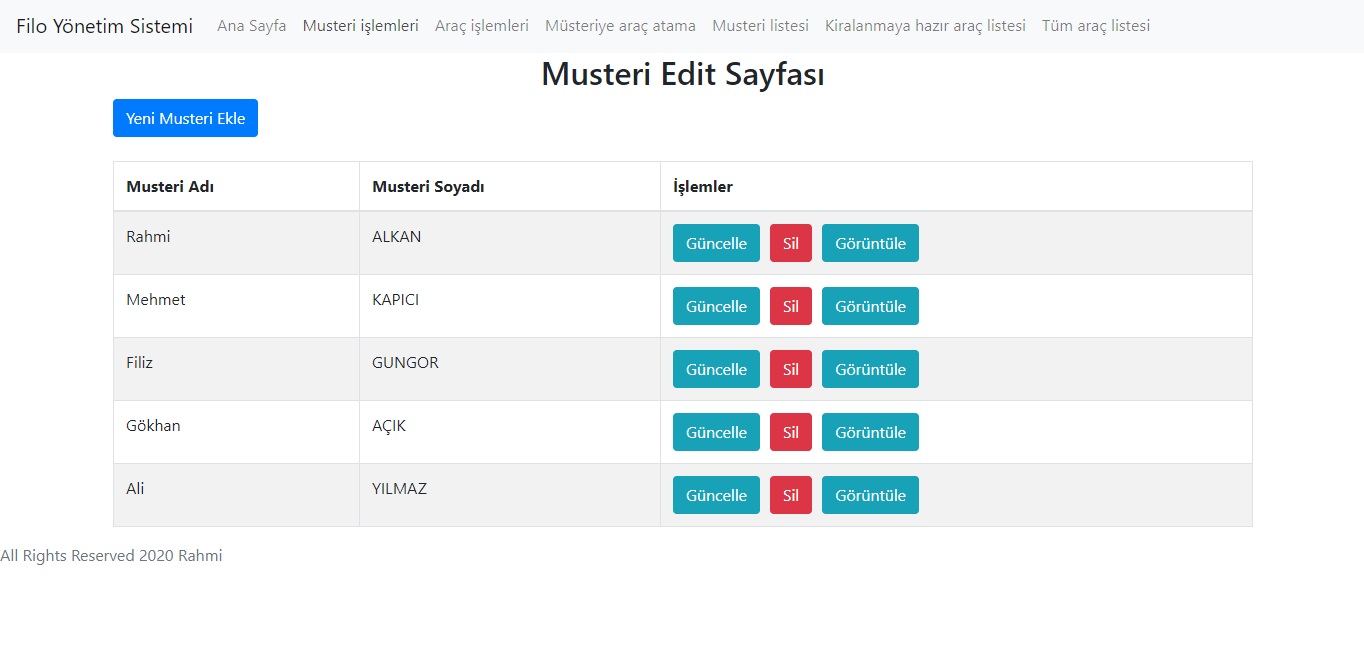 Filo Yönetim Sistemi Ana Sayfa Musteri işlemleri Araç işlemleri Müsteriye araç atama Musteri listesi Kiralanmaya hazır araç listesi Tüm araç listesi
Musteri Edit Sayfası
Yeni Musteri Ekle
Musteri Adı Musteri Soyadı İşlemler
Rahmi ALKAN Güncelle Sil Görüntüle
Mehmet KAPICI Güncelle Sil Görüntüle
Filiz GUNGOR Güncelle Sil Görüntüle
Gökhan AÇIK Güncelle Sil Görüntüle
Ali YILMAZ Güncelle Sil Görüntüle
All Rights Reserved 2020 Rahmi